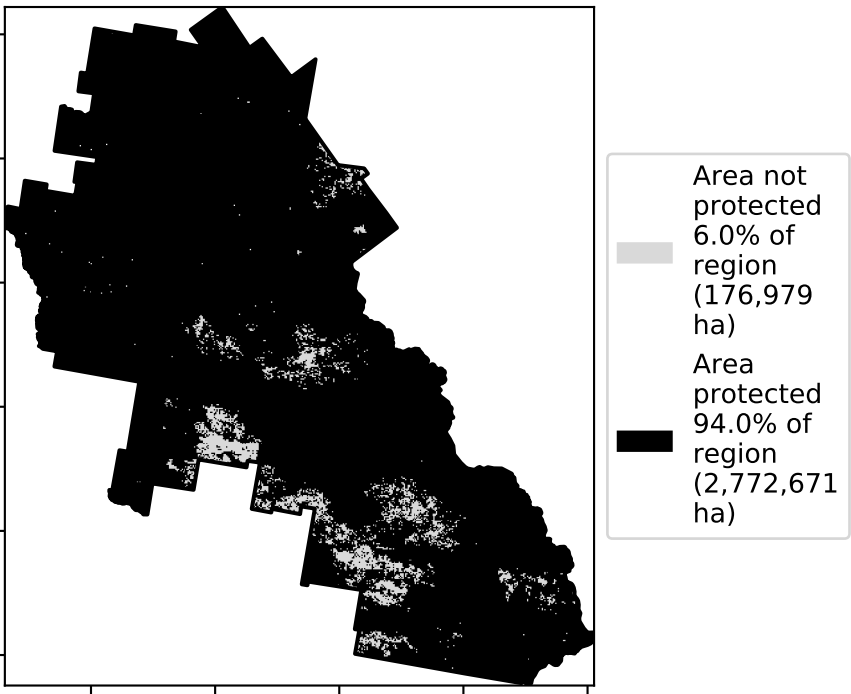 Area not
protected
6.0% of
region
(176,979
ha)
Area
protected
94.0% of
region
(2,772,671
ha)